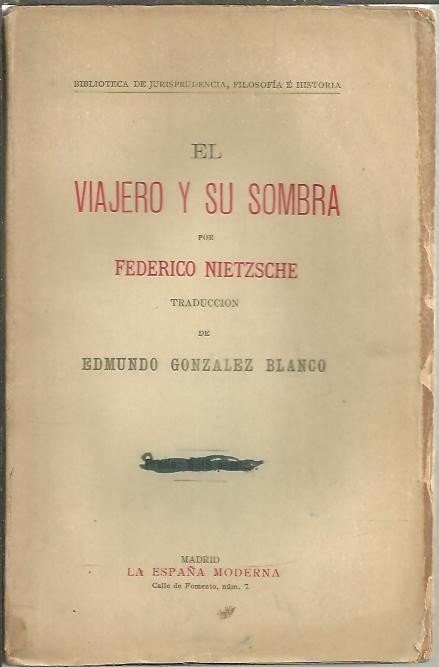 BIBLIOTECA DE JURISPRUDENCIA, FILOSOFÍA É HISTORIA
EL
VIAJERO Y SU SOMBRA
POR
FEDERICO NIETZSCHE
TRADUCCION
DE
EDMUNDO GONZALEZ BLANCO
MADRID
LA ESPAÑA MODERNA
Calle de Fomento, núm. 7